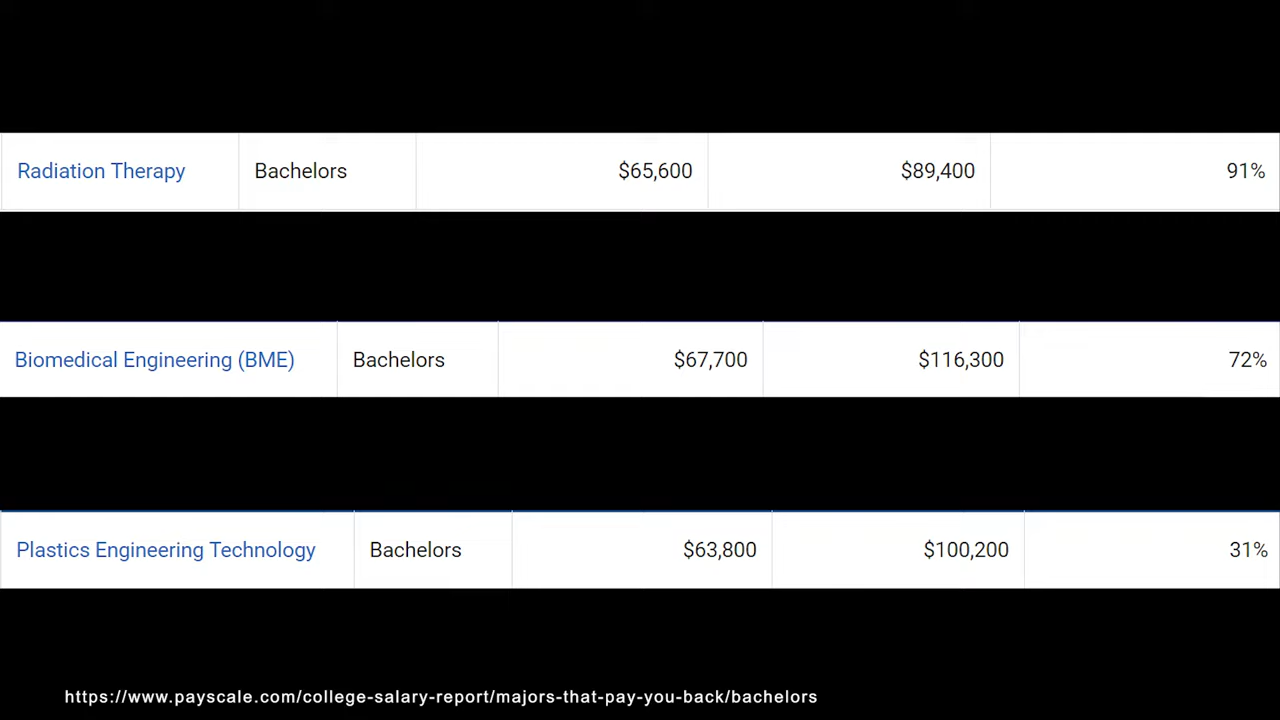 Radiation Therapy Bachelors $65,600 $89,400 91%
Biomedical Engineering (BME) Bachelors $67,700 $116,300 72%
Plastics Engineering Technology Bachelors $63,800 $100,200 31%
https://www.payscale.com/college-salary-report/majors-that-pay-you-back/bachelors